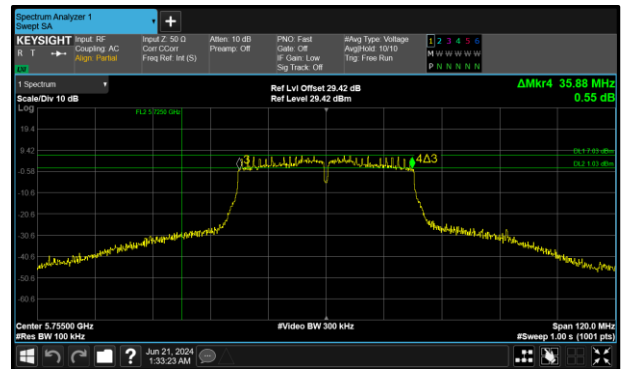 Spectrum Analyzer 1
Swept SA
KEYSIGHT
R T
Input: RF
Coupling: AC
Align: Partial
Input Z: 50 Ω
Corr CCorr
Freq Ref: Int (S)
Atten: 10 dB
Preamp: Off
PNO: Fast
Gate: Off
IF Gain: Low
Sig Track: Off
#Avg Type: Voltage
Avg|Hold: 10/10
Trig: Free Run
1 2 3 4 5 6
M W W W W W
P N N N N N
1 Spectrum
Scale/Div 10 dB
Ref Lvl Offset 29.42 dB
Ref Level 29.42 dBm
ΔMkr4 35.88 MHz
0.55 dB
Log
FL2 5.7250 GHz
19.4
9.42
DL1 7.03 dBm
3
4Δ3
DL2 1.03 dBm
-0.58
-10.6
-20.6
-30.6
-40.6
-50.6
-60.6
Center 5.75500 GHz
#Res BW 100 kHz
#Video BW 300 kHz
Span 120.0 MHz
#Sweep 1.00 s (1001 pts)
?
Jun 21, 2024
1:33:23 AM